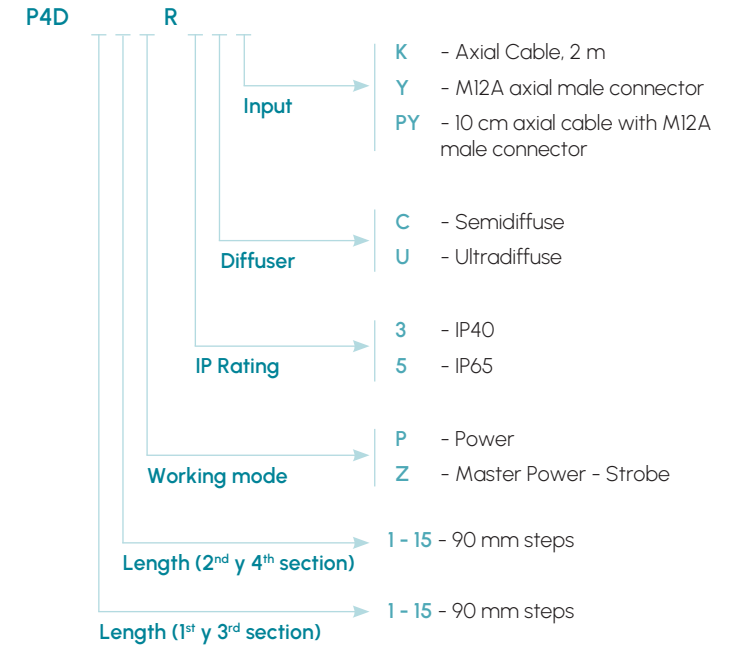 P4D R
K - Axial Cable, 2 m
Y - M12A axial male connector
Input
PY - 10 cm axial cable with M12A
male connector
C - Semidiffuse
U - Ultradiffuse
Diffuser
3 - IP40
5 - IP65
IP Rating
P - Power
Z - Master Power - Strobe
Working mode
1 - 15 - 90 mm steps
Length (2nd y 4th section)
1 - 15 - 90 mm steps
Length (1st y 3rd section)